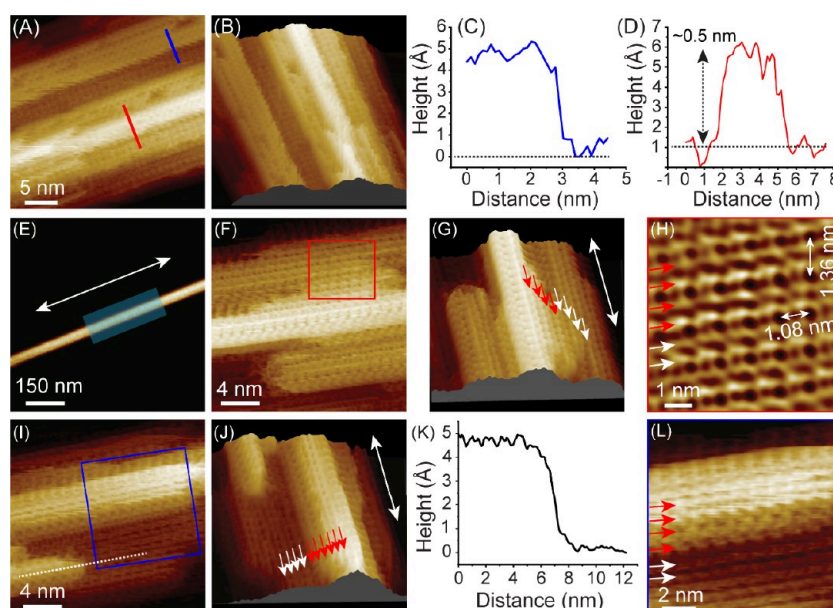 (A)
5 nm
(B)
(C)
Height (Å)
6
5
4
3
2
1
0
0 1 2 3 4 5
Distance (nm)
(D)
~0.5 nm
Height (Å)
6
5
4
3
2
1
0
-1 0 1 2 3 4 5 6 7 8
Distance (nm)
(E)
150 nm
(F)
4 nm
(G)
(H)
1.36 nm
1.08 nm
1 nm
(I)
4 nm
(J)
(K)
Height (Å)
5
4
3
2
1
0
0 2 4 6 8 10 12
Distance (nm)
(L)
2 nm